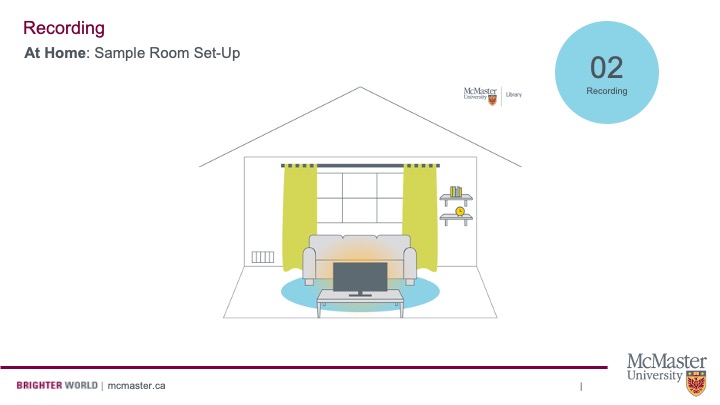 Recording
At Home: Sample Room Set-Up
02
Recording
McMaster
University
Library
BRIGHTER WORLD | mcmaster.ca
|
McMaster
University